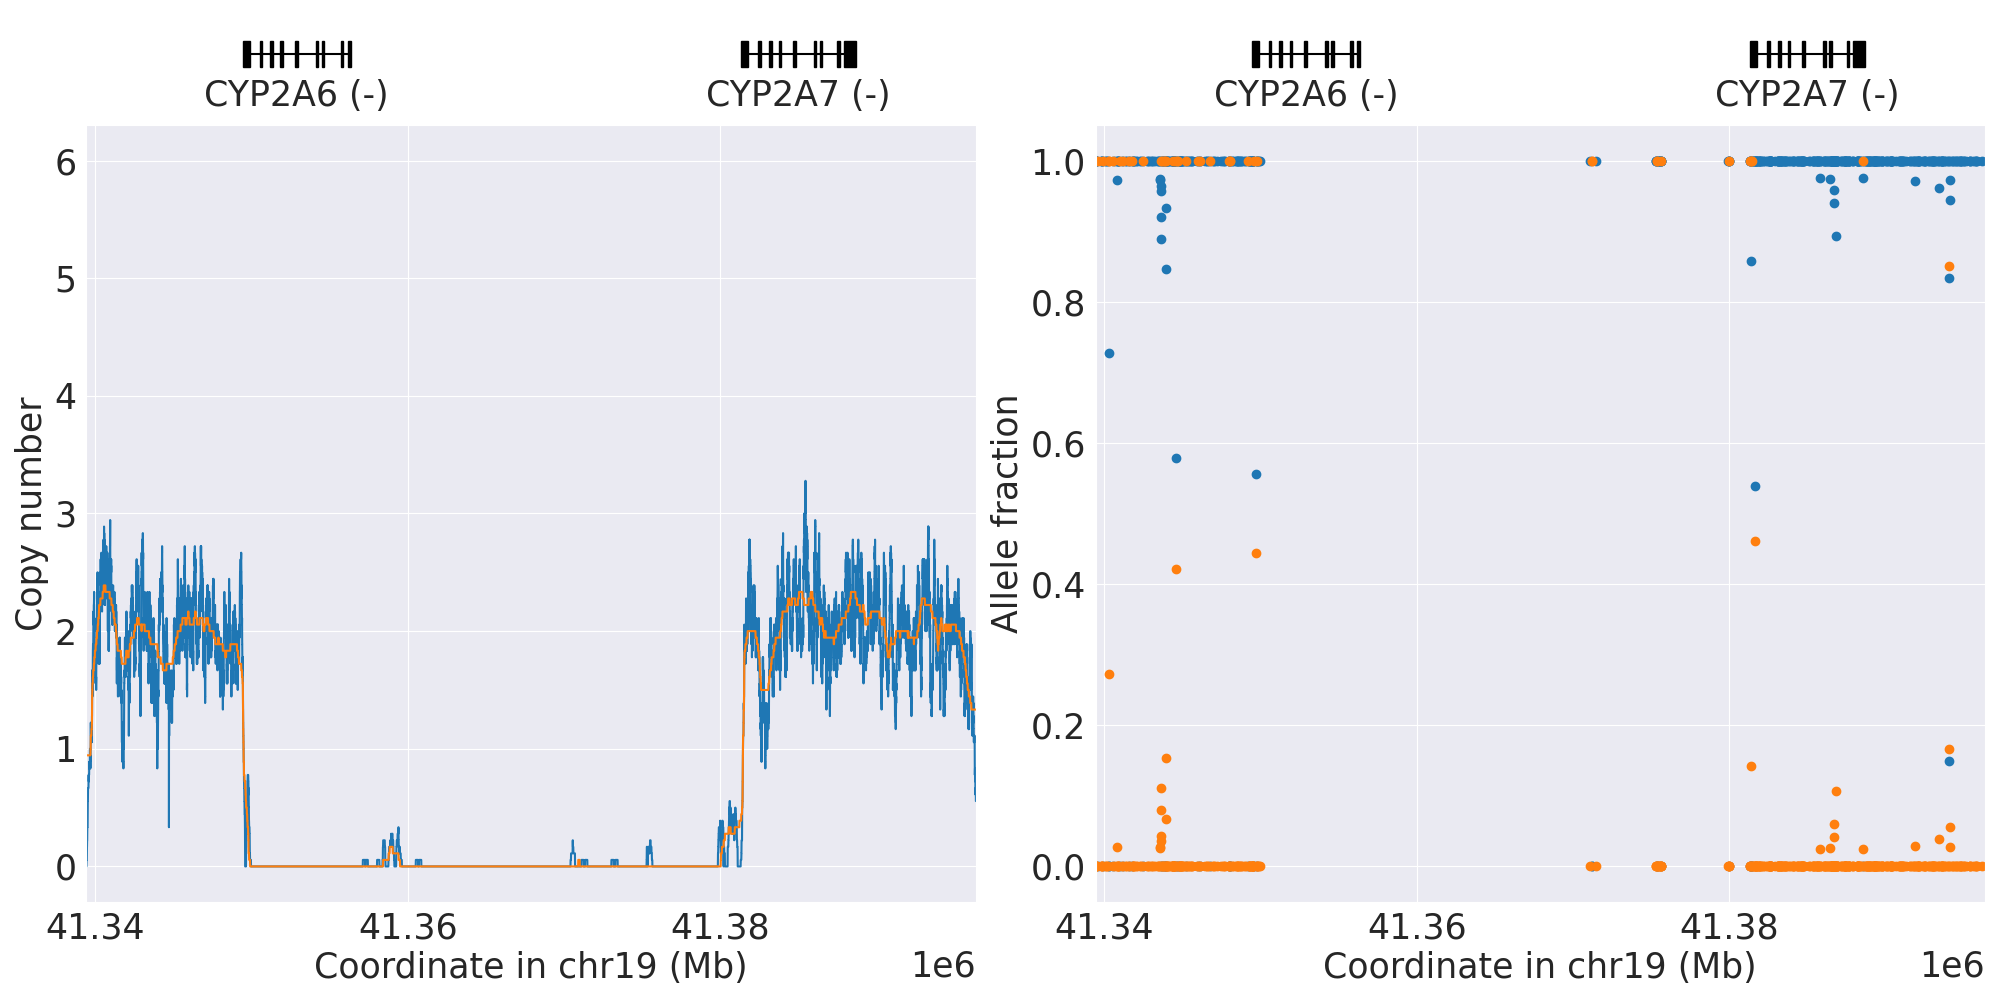 CYP2A6 (-)
CYP2A7 (-)
6
5
4
3
2
1
0
Copy number
41.34
41.36
41.38
Coordinate in chr19 (Mb)
1e6
CYP2A6 (-)
CYP2A7 (-)
1.0
0.8
0.6
0.4
0.2
0.0
Allele fraction
41.34
41.36
41.38
Coordinate in chr19 (Mb)
1e6